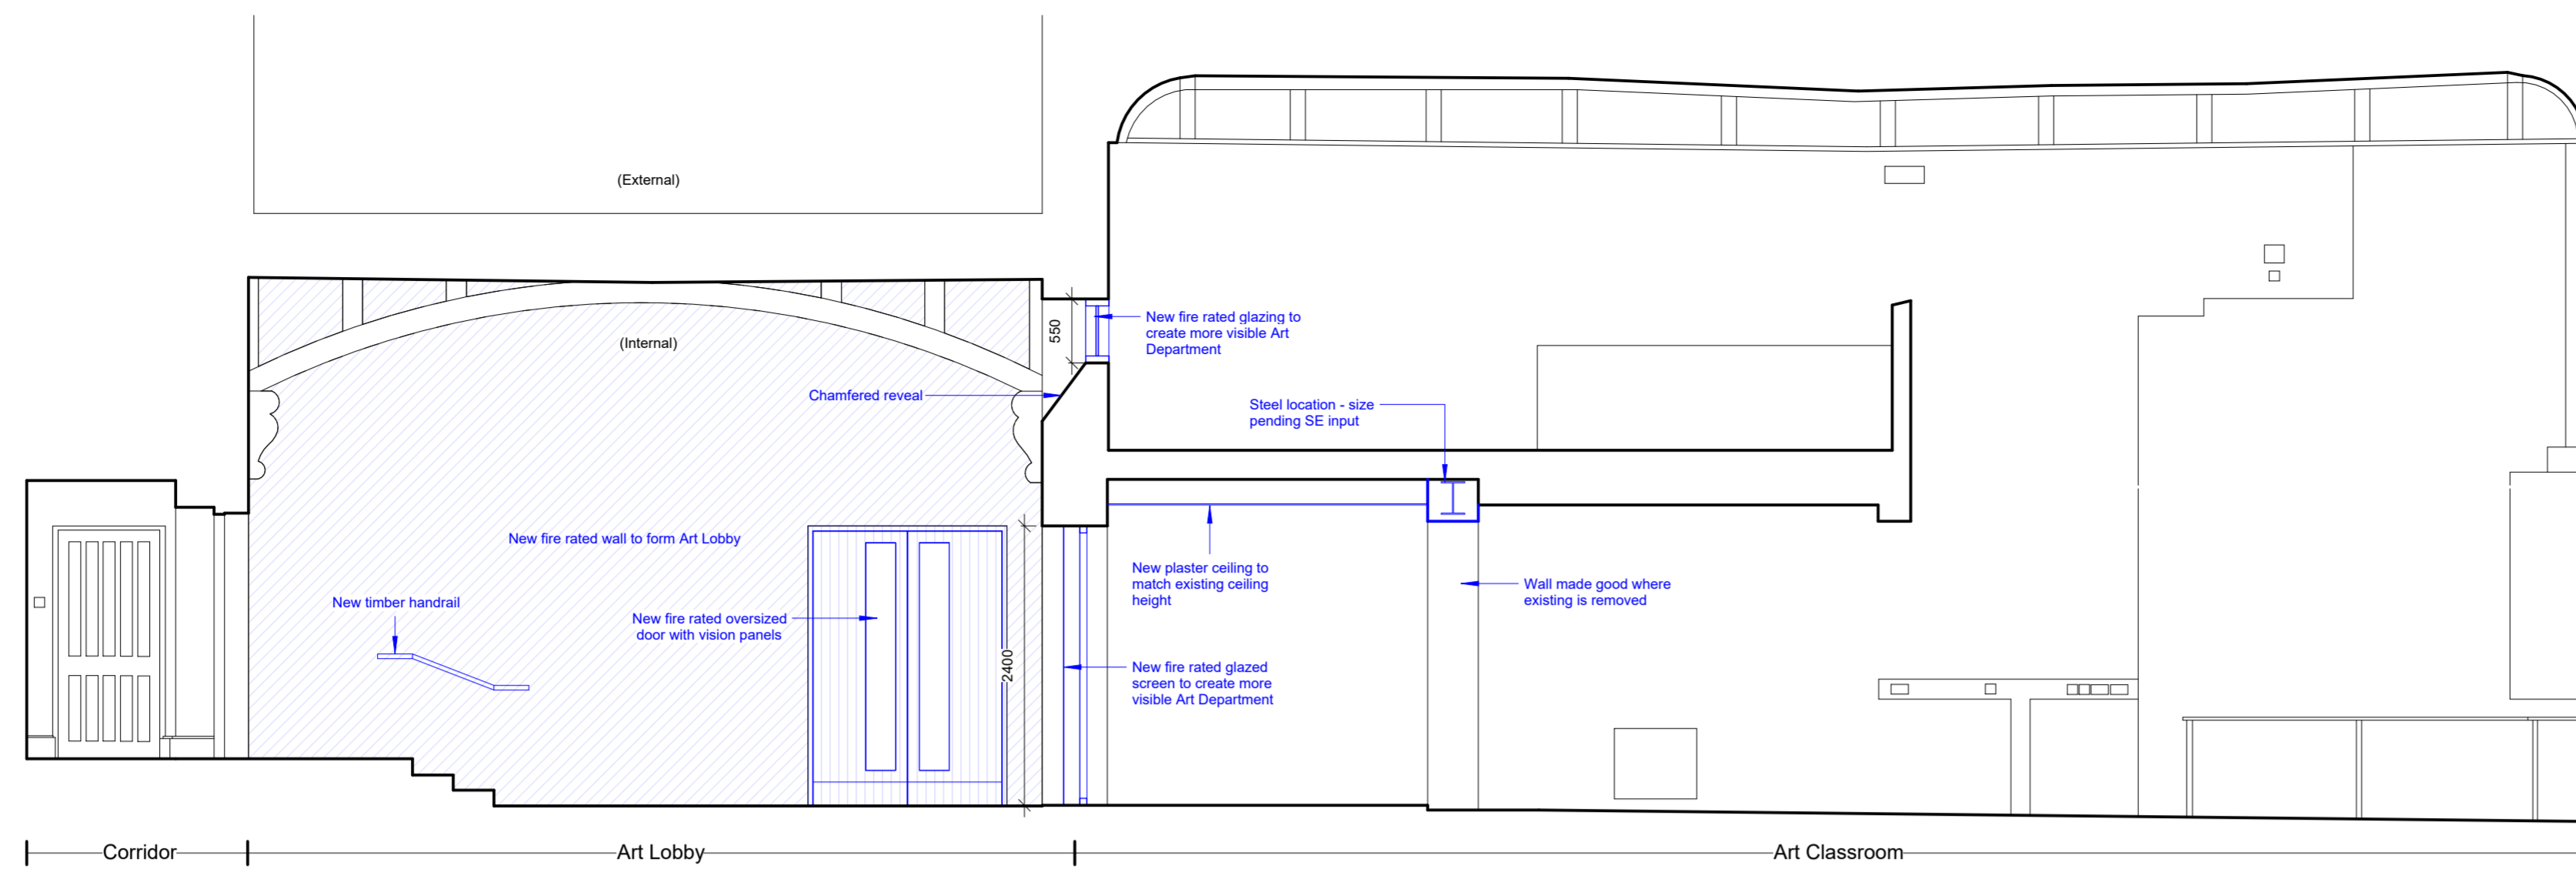 (External)
(Internal)
550
New fire rated glazing to
create more visible Art
Department
Chamfered reveal
Steel location - size
pending SE input
New fire rated wall to form Art Lobby
New timber handrail
New fire rated oversized
door with vision panels
2400
New plaster ceiling to
match existing ceiling
height
Wall made good where
existing is removed
New fire rated glazed
screen to create more
visible Art Department
Corridor
Art Lobby
Art Classroom